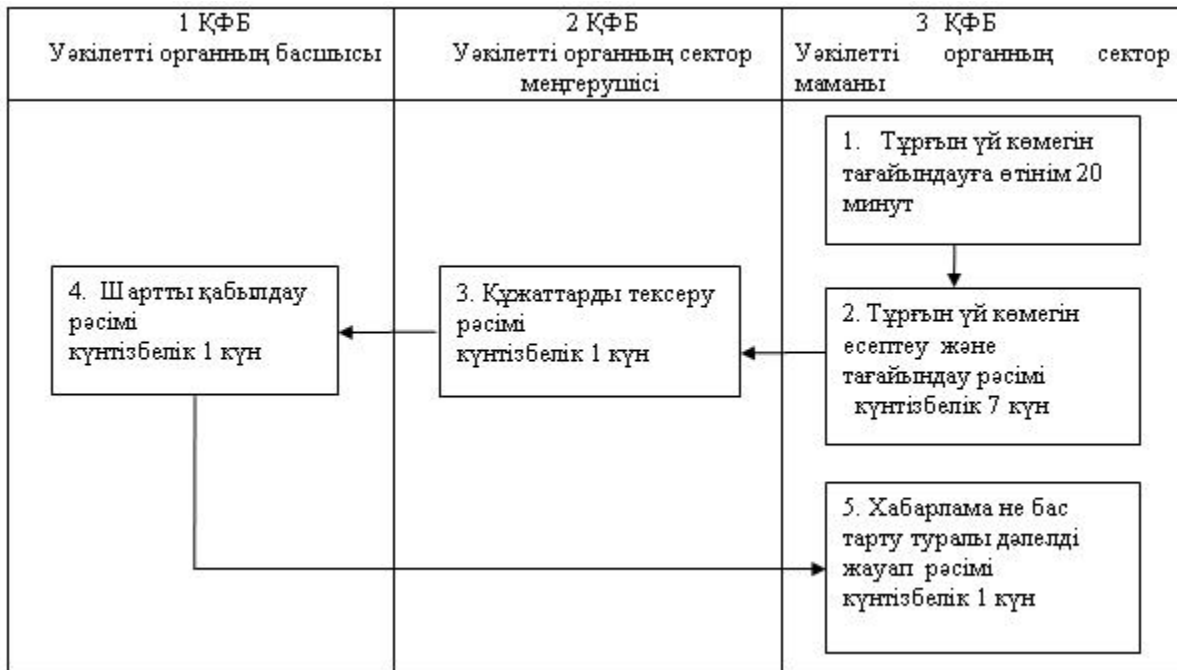 1 ҚФБ
Уәкілетті органның басшысы
2 ҚФБ
Уәкілетті органның сектор
меңгерушісі
3 ҚФБ
Уәкілетті органның сектор
маманы
1. Тұрғын үй көмегін
тағайындауға өтінім 20
минут
2. Тұрғын үй көмегін
есептеу және
тағайындау рәсімі
күнтізбелік 7 күн
3. Құжаттарды тексеру
рәсімі
күнтізбелік 1 күн
4. Шартты қабылдау
рәсімі
күнтізбелік 1 күн
5. Хабарлама не бас
тарту туралы дәлелді
жауап рәсімі
күнтізбелік 1 күн